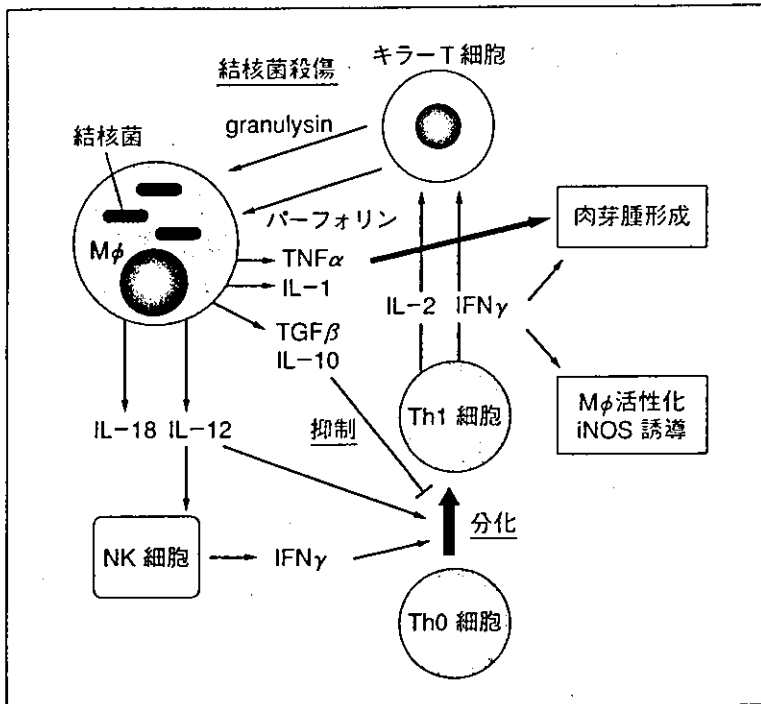 キラーT細胞
結核菌殺傷
granulysin
結核菌
パーフォリン
肉芽腫形成
Mφ
TNFα
IL-1
IL-2 IFNγ
TGFβ
IL-10
Th1 細胞
Mφ活性化
iNOS 誘導
IL-18 IL-12
抑制
分化
NK 細胞
IFNγ
Th0 細胞